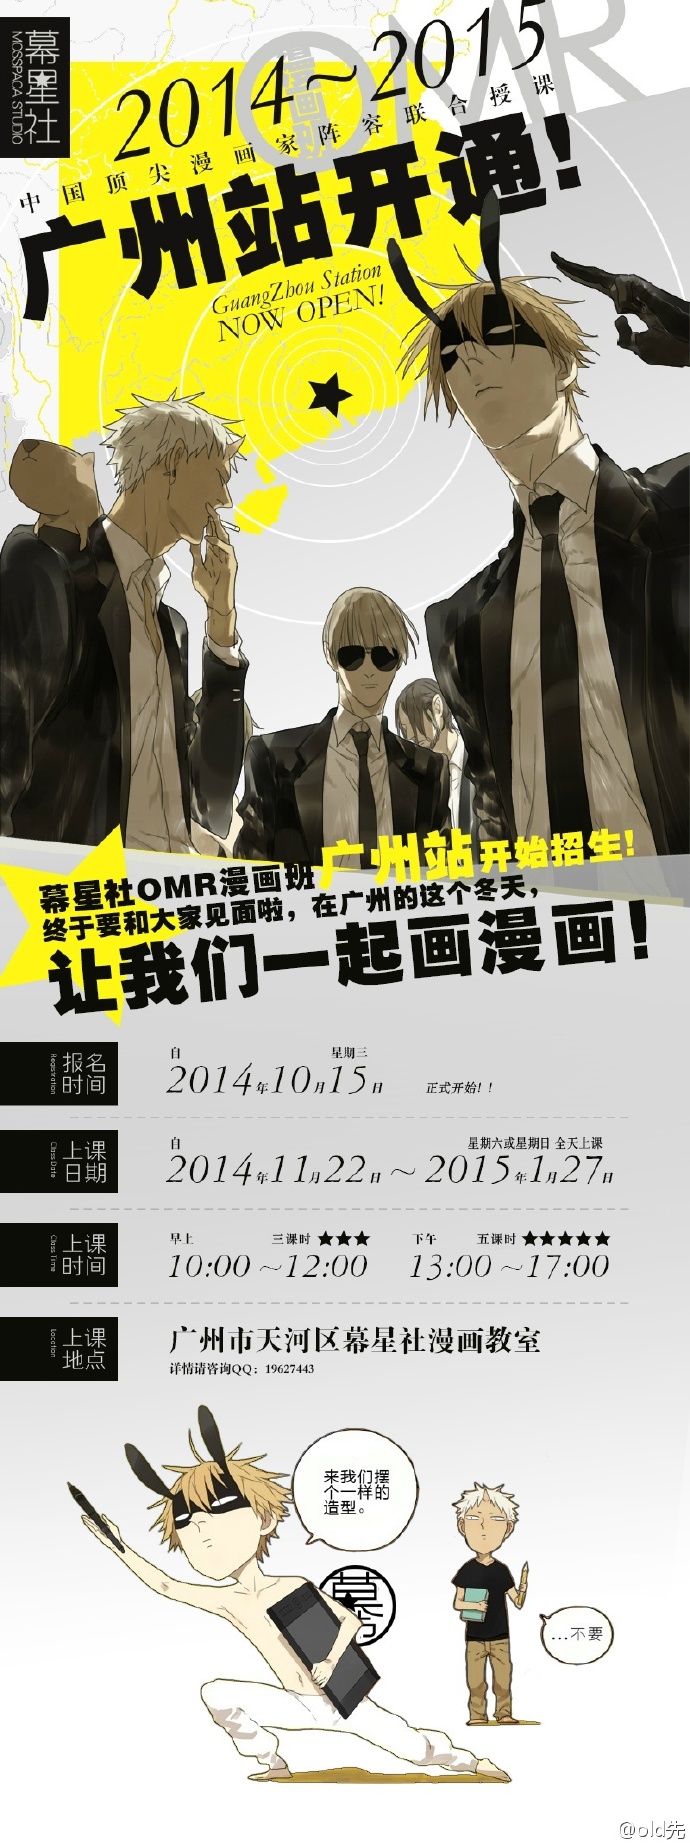 幕星社
MOSSPACA STUDIO
OMR
漫画班
2014~2015
中国顶尖漫画家阵容联合授课
广州站开通!
GuangZhou Station
NOW OPEN!
幕星社OMR漫画班广州站开始招生!
终于要和大家见面啦，在广州的这个冬天，
让我们一起画漫画!
报名时间
Registration
自 星期三
2014年10月15日 正式开始!!
上课日期
Class Date
自 星期六或星期日 全天上课
2014年11月22日～2015年1月27日
上课时间
Class Time
早上 三课时 ★★★ 下午 五课时 ★★★★★
10:00～12:00 13:00～17:00
上课地点
Location
广州市天河区幕星社漫画教室
详情请咨询QQ：19627443
来我们摆
个一样的
造型。
幕
...不要
@old先